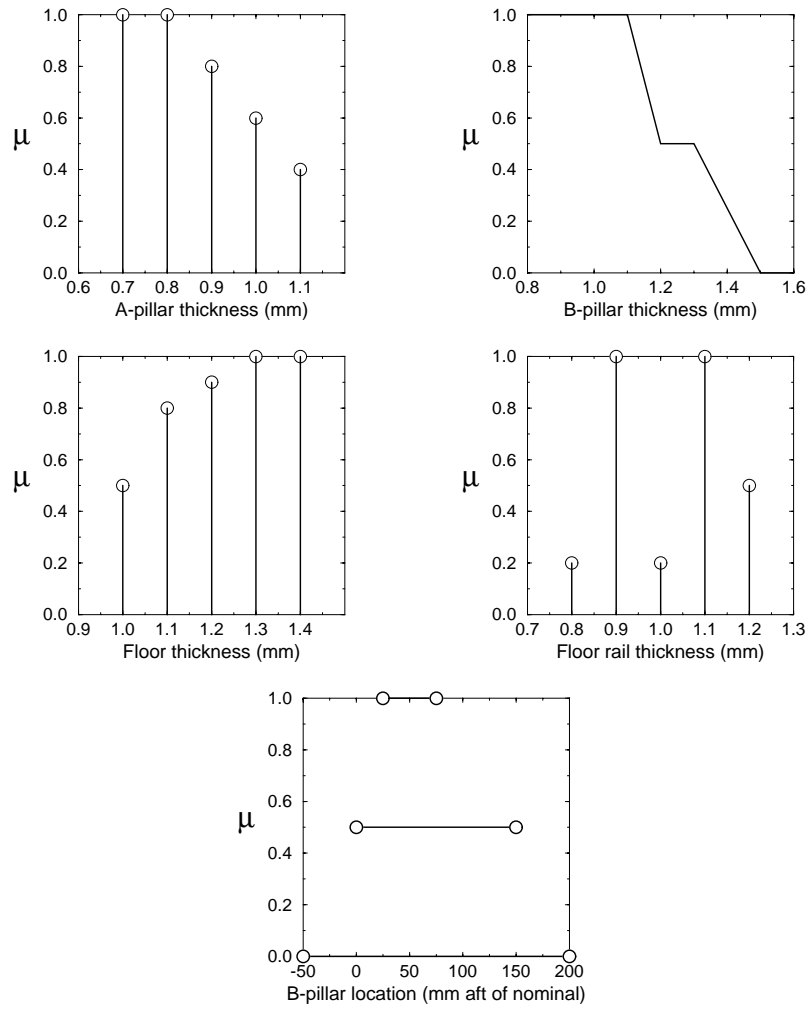 1.0
0.8
0.6
μ
0.4
0.2
0.0
0.6 0.7 0.8 0.9 1.0 1.1
A-pillar thickness (mm)
1.0
0.8
0.6
μ
0.4
0.2
0.0
0.8 1.0 1.2 1.4 1.6
B-pillar thickness (mm)
1.0
0.8
0.6
μ
0.4
0.2
0.0
0.9 1.0 1.1 1.2 1.3 1.4
Floor thickness (mm)
1.0
0.8
0.6
μ
0.4
0.2
0.0
0.7 0.8 0.9 1.0 1.1 1.2 1.3
Floor rail thickness (mm)
1.0
0.8
0.6
μ
0.4
0.2
0.0
-50 0 50 100 150 200
B-pillar location (mm aft of nominal)